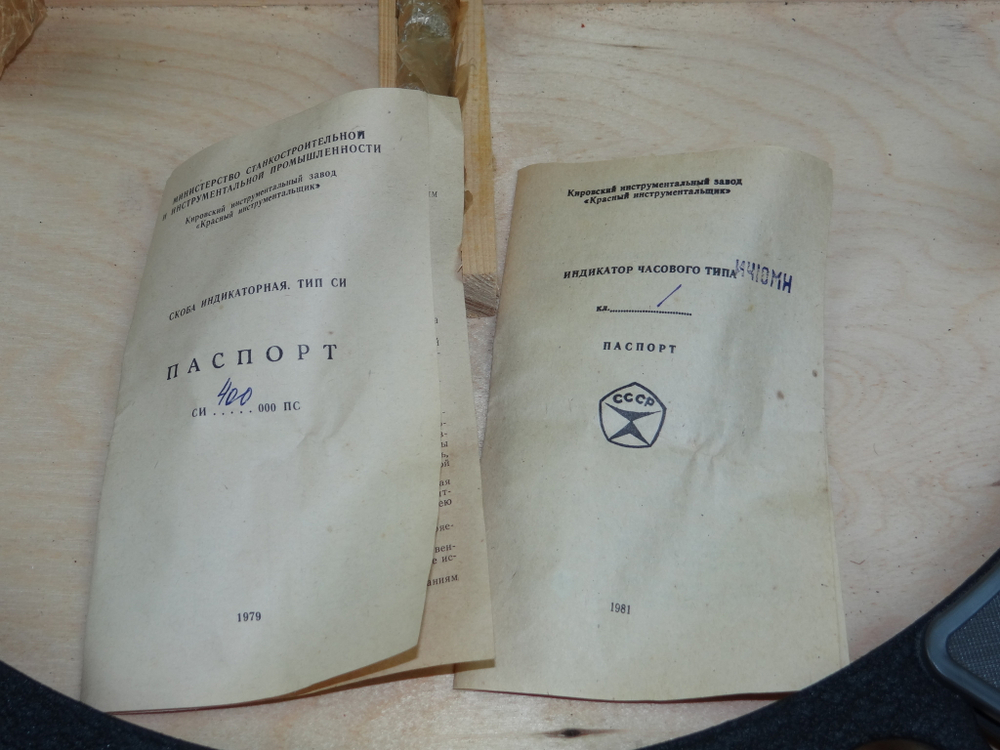 МИНИСТЕРСТВО СТАНКОСТРОИТЕЛЬНОЙ
И ИНСТРУМЕНТАЛЬНОЙ ПРОМЫШЛЕННОСТИ
Кировский инструментальный завод
«Красный инструментальщик»
СКОБА ИНДИКАТОРНАЯ. ТИП СИ
ПАСПОРТ
400
СИ.....000 ПС
1979
Кировский инструментальный завод
«Красный инструментальщик»
ИНДИКАТОР ЧАСОВОГО ТИПА ИЧ10МН
кл. 1
ПАСПОРТ
СССР
1981